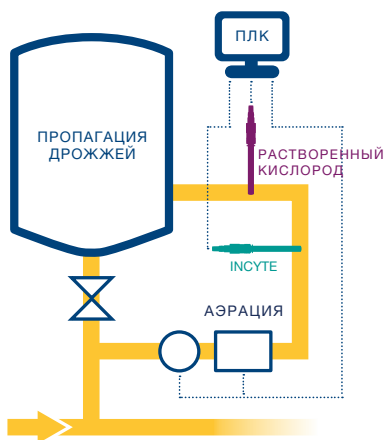 ПЛК
ПРОПАГАЦИЯ
ДРОЖЖЕЙ
РАСТВОРЕННЫЙ
КИСЛОРОД
INCYTE
АЭРАЦИЯ